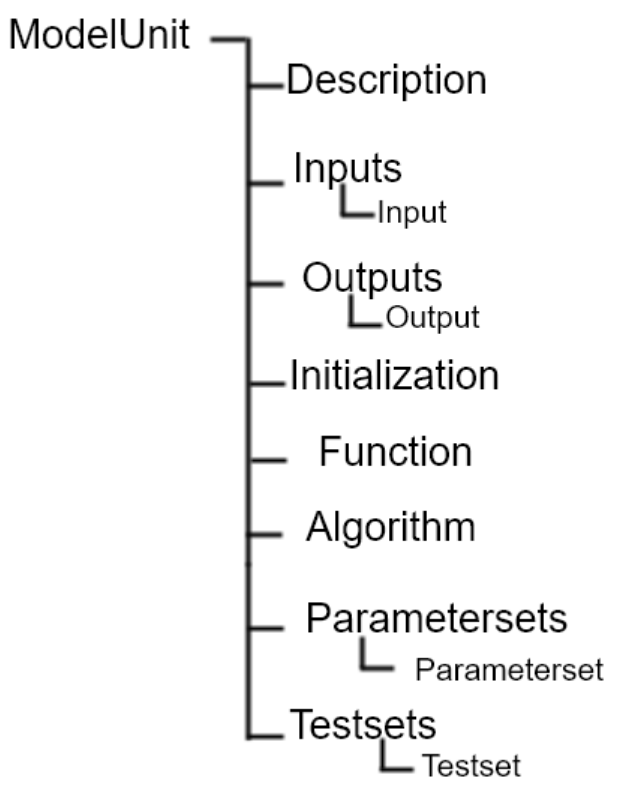 ModelUnit
Description
Inputs
Input
Outputs
Output
Initialization
Function
Algorithm
Parametersets
Parameterset
Testsets
Testset